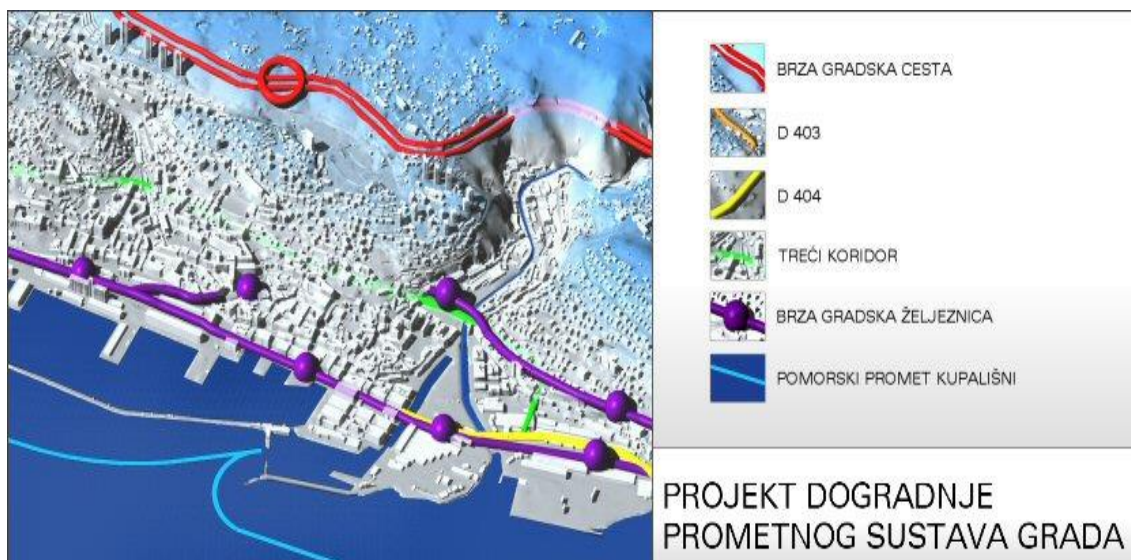 BRZA GRADSKA CESTA
D 403
D 404
TREĆI KORIDOR
BRZA GRADSKA ŽELJEZNICA
POMORSKI PROMET KUPALIŠNI
PROJEKT DOGRADNJE
PROMETNOG SUSTAVA GRADA